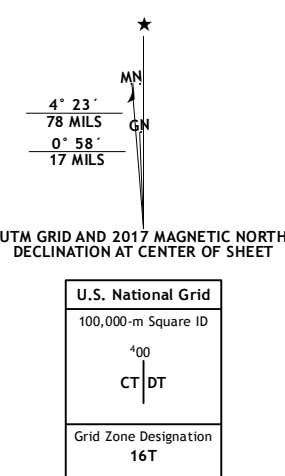 MN
4° 23´
78 MILS
GN
0° 58´
17 MILS
UTM GRID AND 2017 MAGNETIC NORTH
DECLINATION AT CENTER OF SHEET
U.S. National Grid
100,000-m Square ID
⁴00
CT DT
Grid Zone Designation
16T